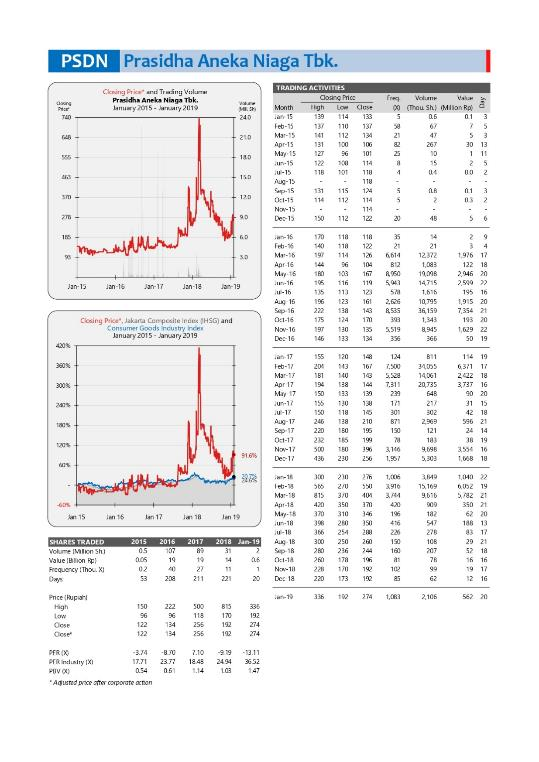 PSDN Prasidha Aneka Niaga Tbk.
Closing Price* and Trading Volume
Prasidha Aneka Niaga Tbk.
January 2015 - January 2019
Closing Price*
Volume (Mill. Sh)
740 24.0
648 21.0
555 18.0
463 15.0
370 12.0
278 9.0
185 6.0
93 3.0
Jan-15 Jan-16 Jan-17 Jan-18 Jan-19
Closing Price*, Jakarta Composite Index (IHSG) and
Consumer Goods Industry Index
January 2015 - January 2019
420%
360%
300%
240%
180%
120%
60%
-
-60%
91.6%
24.6%
Jan 15 Jan 16 Jan 17 Jan 18 Jan 19
SHARES TRADED 2015 2016 2017 2018 Jan-19
Volume (Million Sh.) 0.5 107 89 31 2
Value (Billion Rp) 0.05 19 19 14 0.6
Frequency (Thou. X) 0.2 40 27 11 1
Days 53 208 211 221 20
Price (Rupiah)
High 150 222 500 815 336
Low 96 96 118 170 192
Close 122 134 256 192 274
Close* 122 134 256 192 274
PER (X) -3.74 -8.70 7.10 -9.19 -13.11
PER Industry (X) 17.71 23.77 18.48 24.94 36.52
PBV (X) 0.54 0.61 1.14 1.03 1.47
* Adjusted price after corporate action
TRADING ACTIVITIES
Closing Price Freq. Volume Value Day
Month High Low Close (X) (Thou. Sh.) (Million Rp)
Jan-15 139 114 133 5 0.6 0.1 3
Feb-15 137 110 137 58 67 7 5
Mar-15 141 112 134 21 47 5 3
Apr-15 131 100 106 82 267 30 13
May-15 127 96 101 25 10 1 11
Jun-15 122 108 114 8 15 2 5
Jul-15 118 101 118 4 0.4 0.0 2
Aug-15 - - 118 - - - -
Sep-15 131 115 124 5 0.8 0.1 3
Oct-15 114 112 114 5 2 0.3 2
Nov-15 - - 114 - - - -
Dec-15 150 112 122 20 48 5 6
Jan-16 170 118 118 35 14 2 9
Feb-16 140 118 122 21 21 3 4
Mar-16 197 114 126 6,614 12,372 1,976 17
Apr-16 144 96 104 812 1,083 122 18
May-16 180 103 167 8,950 19,098 2,946 20
Jun-16 195 116 119 5,943 14,715 2,599 22
Jul-16 135 113 123 578 1,616 195 16
Aug-16 196 123 161 2,626 10,795 1,915 20
Sep-16 222 138 143 8,535 36,159 7,354 21
Oct-16 175 124 170 393 1,343 193 20
Nov-16 197 130 135 5,519 8,945 1,629 22
Dec-16 146 133 134 356 366 50 19
Jan-17 155 120 148 124 811 114 19
Feb-17 204 143 167 7,500 34,055 6,371 17
Mar-17 181 140 143 5,528 14,061 2,422 18
Apr-17 194 138 144 7,311 20,735 3,737 16
May-17 150 133 139 239 648 90 20
Jun-17 155 130 138 171 217 31 15
Jul-17 150 118 145 301 302 42 18
Aug-17 246 138 210 871 2,969 596 21
Sep-17 220 180 195 150 121 24 14
Oct-17 232 185 199 78 183 38 19
Nov-17 500 180 396 3,146 9,698 3,554 16
Dec-17 436 230 256 1,957 5,303 1,668 18
Jan-18 300 230 276 1,006 3,849 1,040 22
Feb-18 565 270 550 3,916 15,169 6,052 19
Mar-18 815 370 404 3,744 9,616 5,782 21
Apr-18 420 350 370 420 909 350 21
May-18 370 310 346 196 182 62 20
Jun-18 398 280 350 416 547 188 13
Jul-18 366 254 288 226 278 83 17
Aug-18 300 250 260 150 108 29 21
Sep-18 280 236 244 160 207 52 18
Oct-18 260 178 196 81 78 16 16
Nov-18 228 170 192 102 99 19 17
Dec-18 220 173 192 85 62 12 16
Jan-19 336 192 274 1,083 2,106 562 20